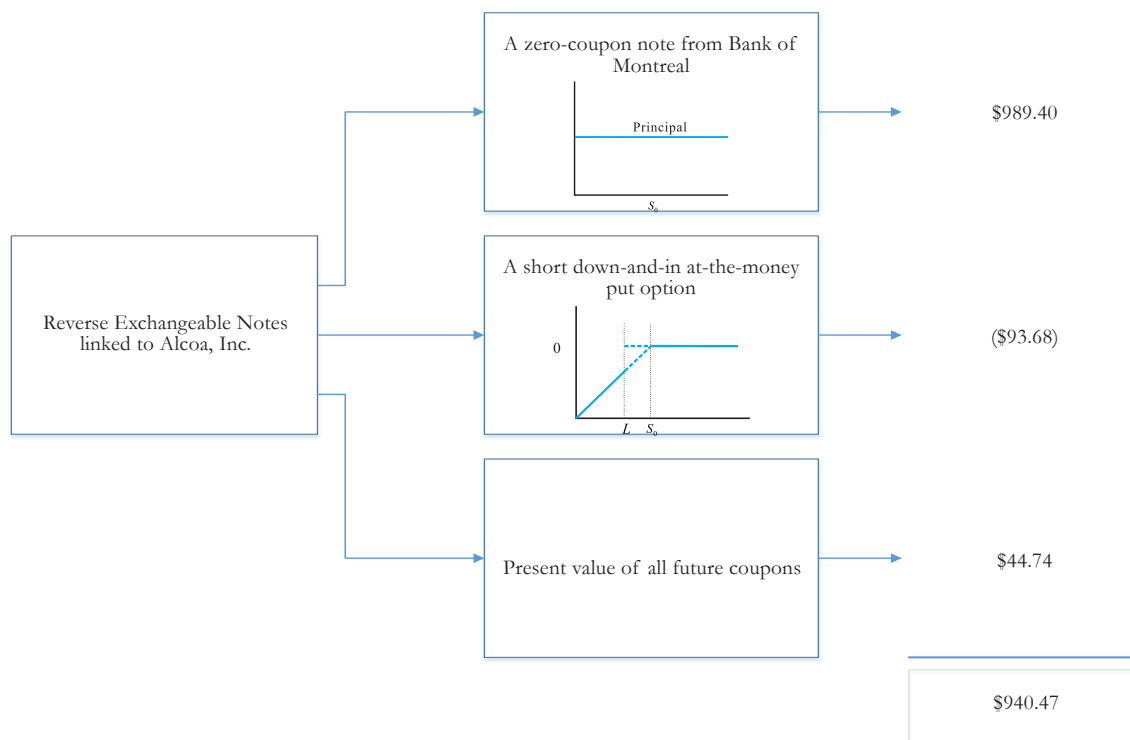 Reverse Exchangeable Notes
linked to Alcoa, Inc.
A zero-coupon note from Bank of
Montreal
Principal
S₀
$989.40
A short down-and-in at-the-money
put option
0
L S₀
($93.68)
Present value of all future coupons
$44.74
$940.47